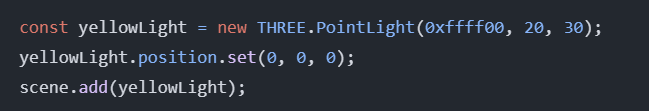 const yellowLight = new THREE.PointLight(0xffff00, 20, 30);
yellowLight.position.set(0, 0, 0);
scene.add(yellowLight);